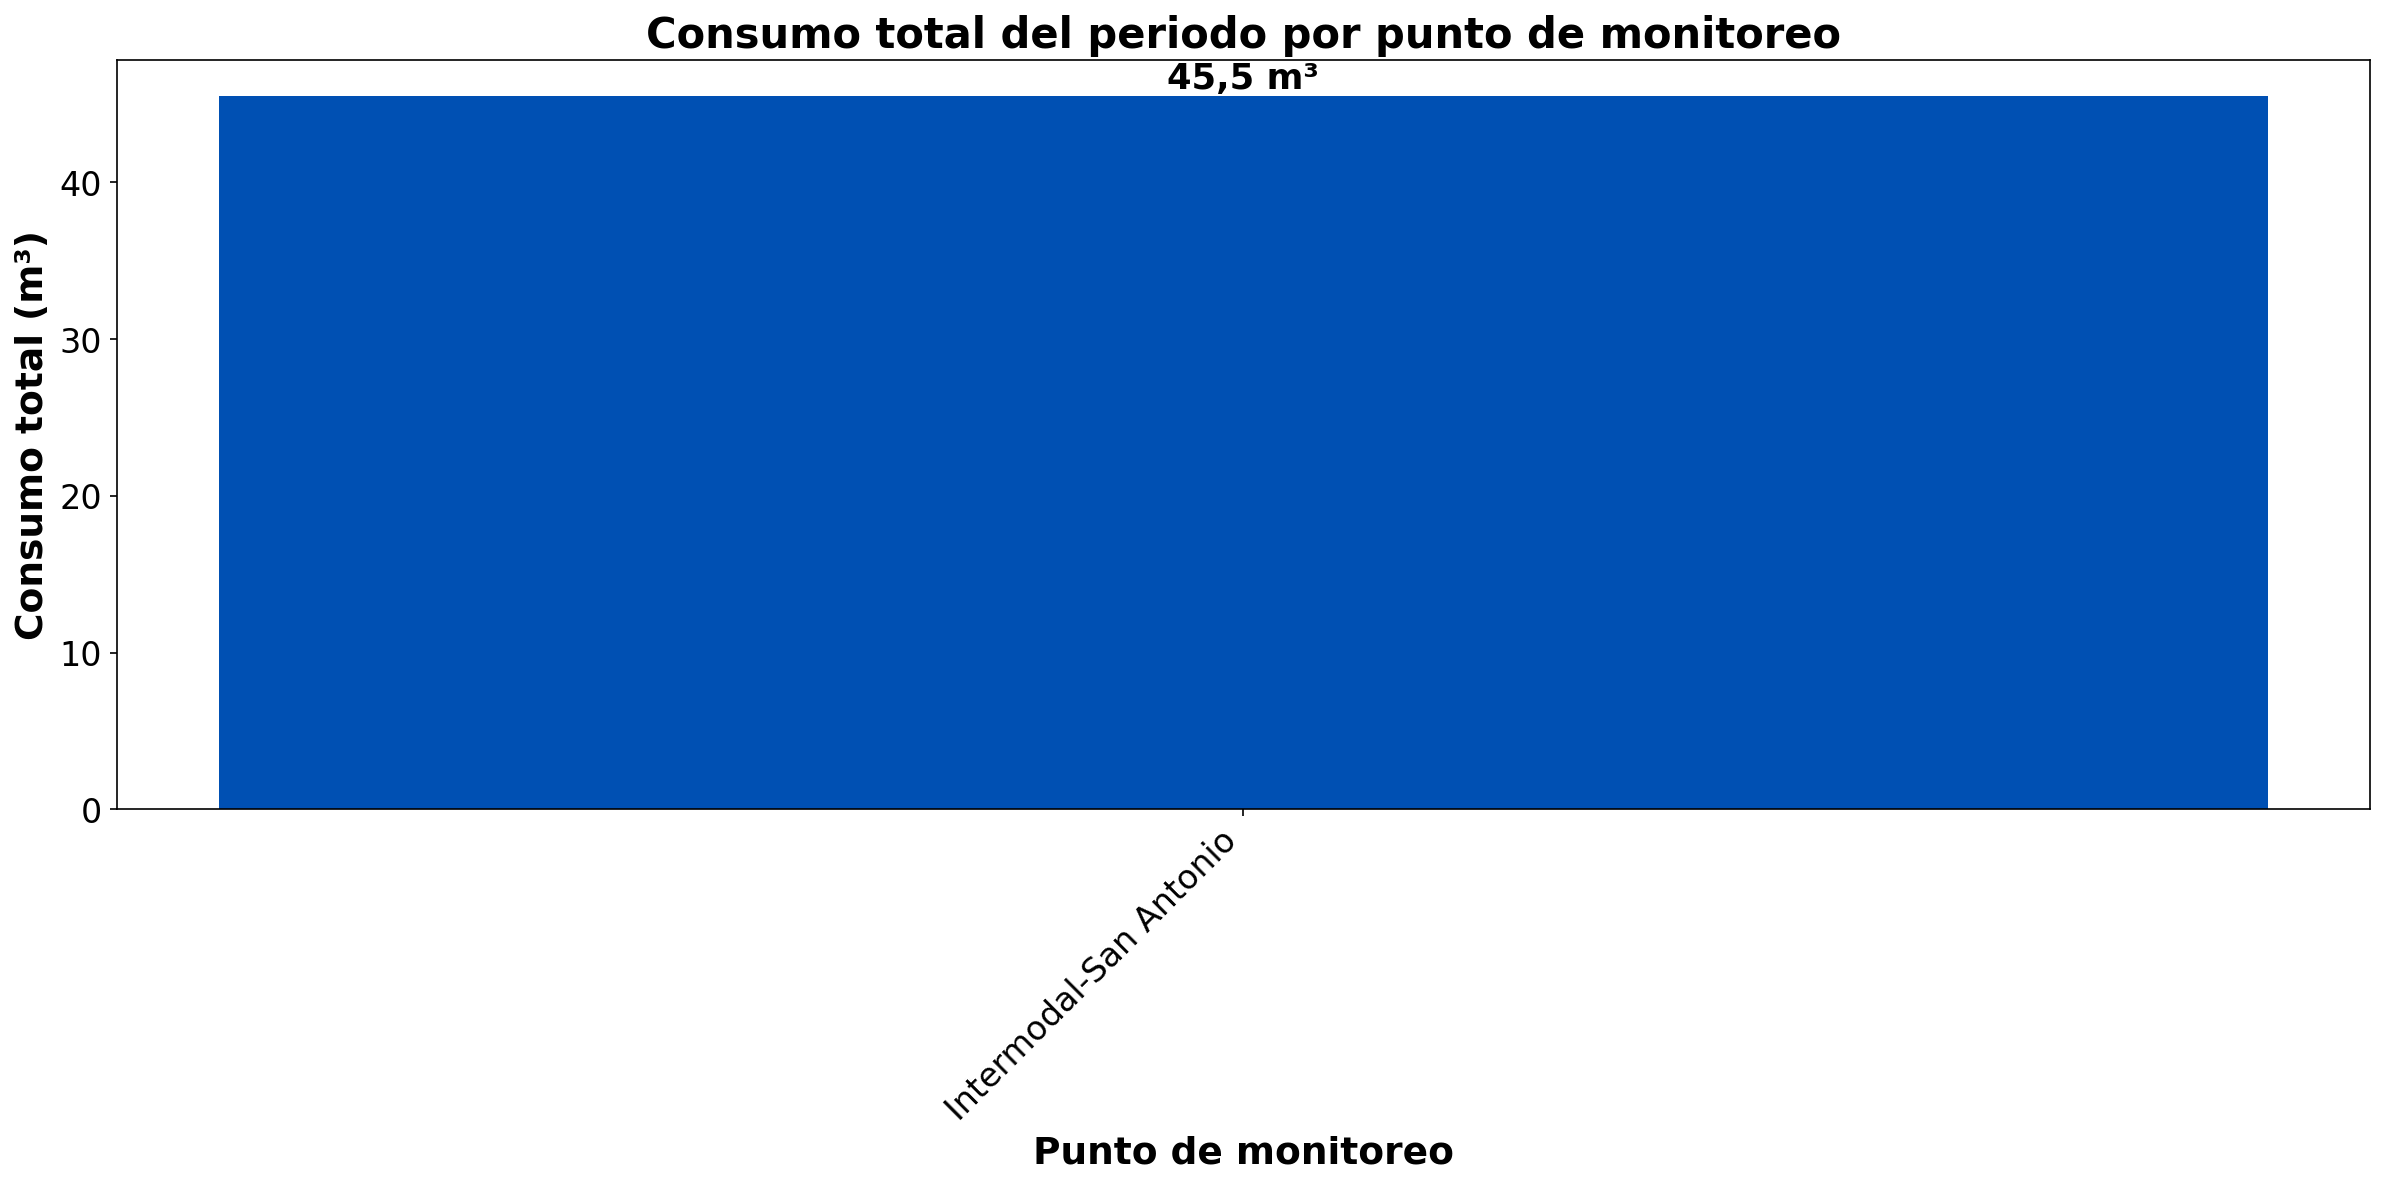 Consumo total del periodo por punto de monitoreo
45,5 m³
Consumo total (m³)
40
30
20
10
0
Intermodal-San Antonio
Punto de monitoreo